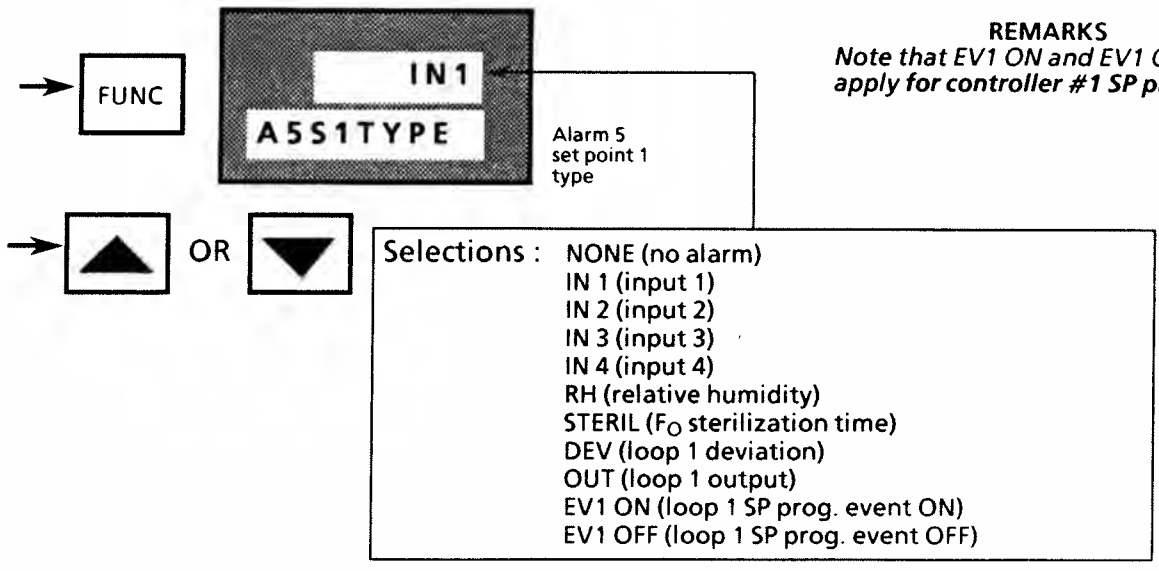 REMARKS
Note that EV1 ON and EV1
apply for controller #1 SP
FUNC
IN1
A5S1TYPE
Alarm 5
set point 1
type
OR
Selections :
NONE (no alarm)
IN 1 (input 1)
IN 2 (input 2)
IN 3 (input 3)
IN 4 (input 4)
RH (relative humidity)
STERIL (FO sterilization time)
DEV (loop 1 deviation)
OUT (loop 1 output)
EV1 ON (loop 1 SP prog. event ON)
EV1 OFF (loop 1 SP prog. event OFF)